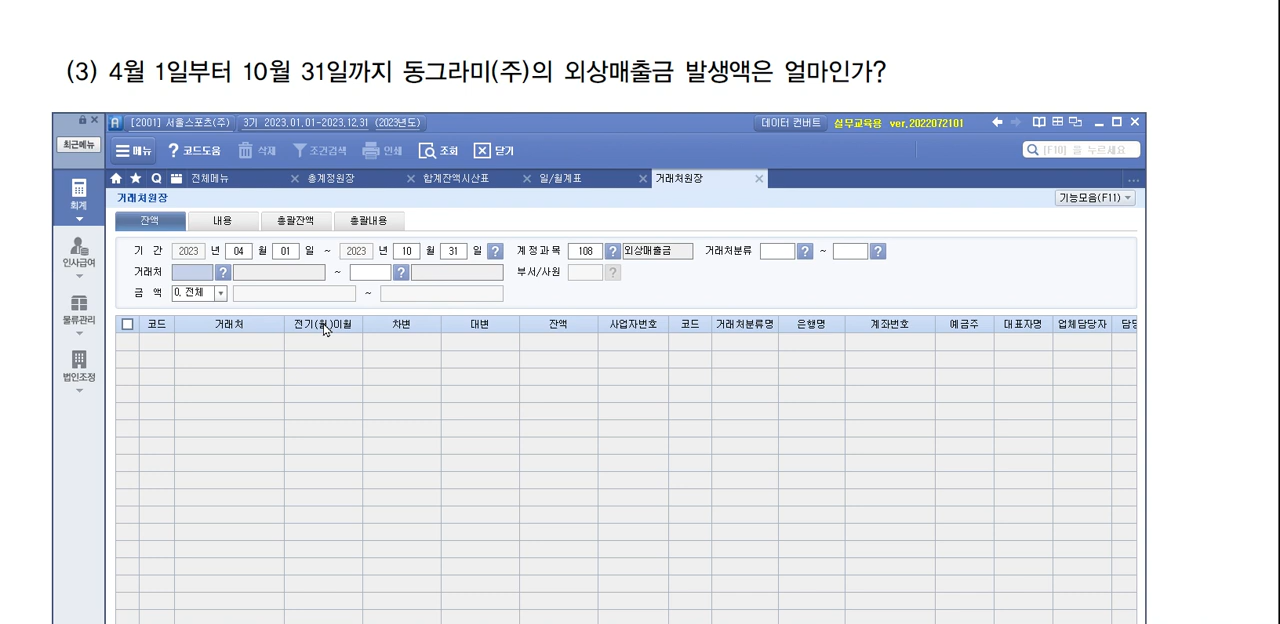 (3) 4월 1일부터 10월 31일까지 동그라미(주)의 외상매출금 발생액은 얼마인가?
[2001] 서울스포츠(주) 3기 2023.01.01-2023.12.31 (2023년도) 데이터 컨버트 실무교육용 ver.2022072101
최근메뉴 메뉴 ? 코드도움 삭제 조건검색 인쇄 조회 닫기 [F10] 을 누르세요
전체메뉴 총계정원장 합계잔액시산표 일/월계표 거래처원장 ...
거래처원장 기능모음(F11)
회계
인사급여
물류관리
법인조정
잔액 내용 총괄잔액 총괄내용
기 간 2023 년 04 월 01 일 ~ 2023 년 10 월 31 일 ? 계정과목 108 ? 외상매출금 거래처분류 ? ~ ?
거래처 ? ~ ? 부서/사원 ?
금 액 0. 전체 ~
코드 거래처 전기(월)이월 차변 대변 잔액 사업자번호 코드 거래처분류명 은행명 계좌번호 예금주 대표자명 업체담당자